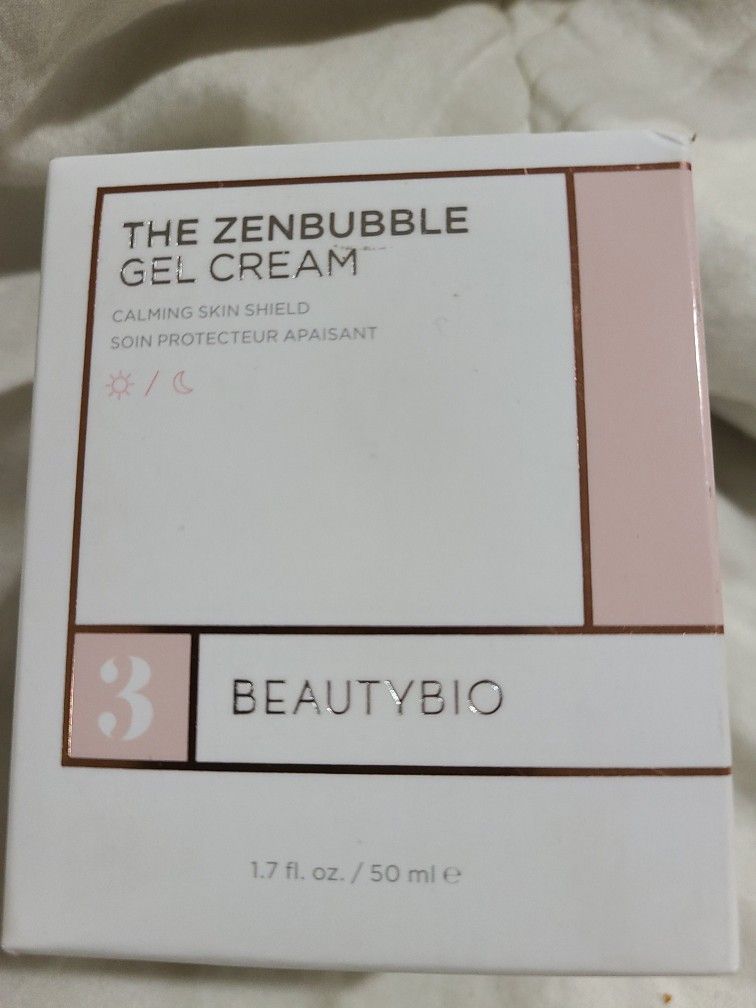 THE ZENBUBBLE
GEL CREAM
CALMING SKIN SHIELD
SOIN PROTECTEUR APAISANT
/
3
BEAUTYBIO
1.7 fl. oz. / 50 ml ℮